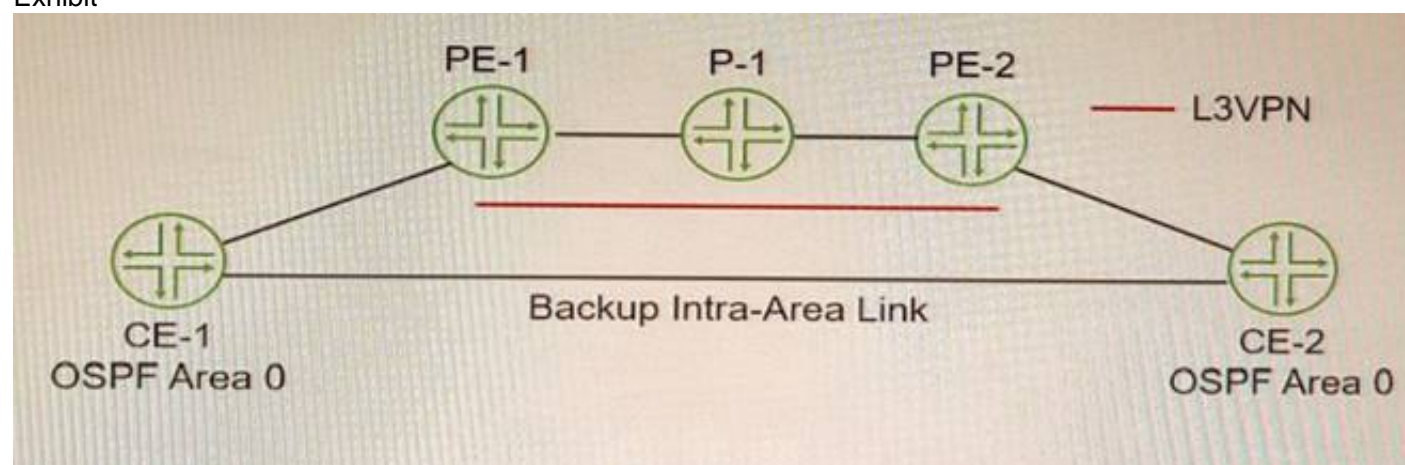 Exhibit
PE-1
P-1
PE-2
L3VPN
Backup Intra-Area Link
CE-1
OSPF Area 0
CE-2
OSPF Area 0